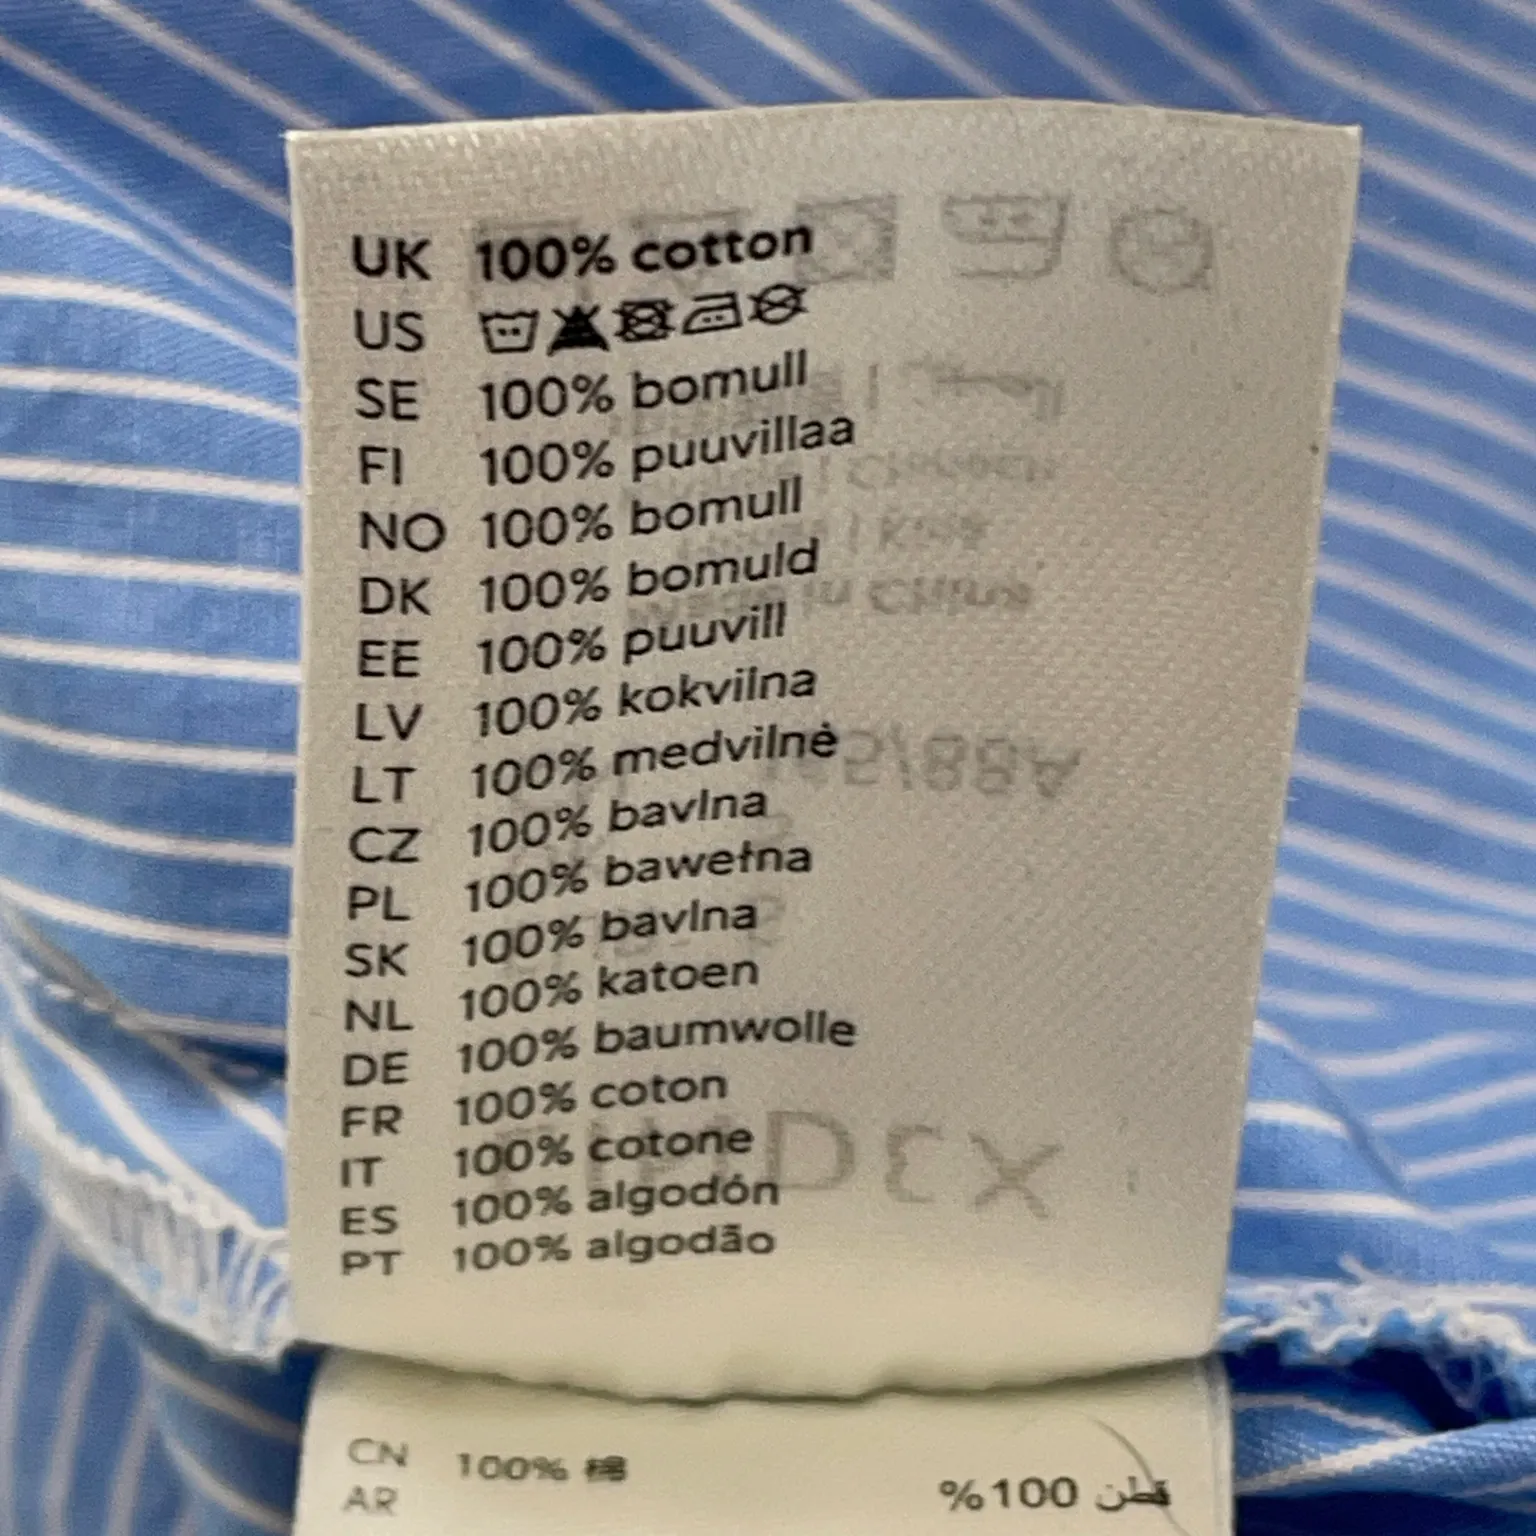 UK 100% cotton
US
SE 100% bomull
FI 100% puuvillaa
NO 100% bomull
DK 100% bomuld
EE 100% puuvill
LV 100% kokvilna
LT 100% medvilnė
CZ 100% bavlna
PL 100% bawełna
SK 100% bavlna
NL 100% katoen
DE 100% baumwolle
FR 100% coton
IT 100% cotone
ES 100% algodón
PT 100% algodão
CN 100% 棉
AR %100 قطن